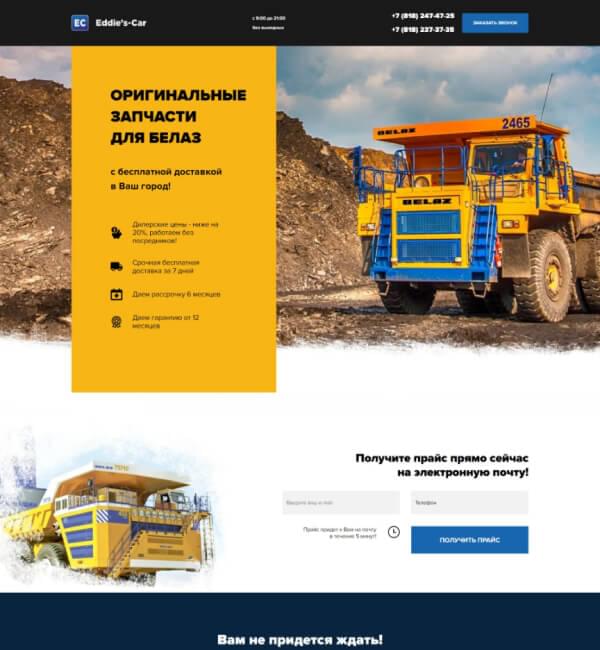 EC Eddie's-Car
с 9:00 до 21:00
без выходных
+7 (818) 247-47-25
+7 (818) 237-37-35
ЗАКАЗАТЬ ЗВОНОК
ОРИГИНАЛЬНЫЕ
ЗАПЧАСТИ
ДЛЯ БЕЛАЗ
с бесплатной доставкой
в Ваш город!
Дилерские цены - ниже на
20%, работаем без
посредников!
Срочная бесплатная
доставка за 7 дней
Даем рассрочку 6 месяцев
Даем гарантию от 12
месяцев
2465
BELAZ
BELAZ
Получите прайс прямо сейчас
на электронную почту!
Введите ваш e-mail
Телефон
Прайс придет к Вам на почту
в течение 5 минут!
ПОЛУЧИТЬ ПРАЙС
Вам не придется ждать!